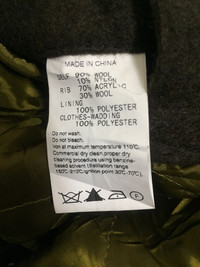 MADE IN CHINA
SELF 90% WOOL
10% NYLON
RIB 70% ACRYLIC
30% WOOL
LINING
100% POLYESTER
CLOTHES-WADDING
100% POLYESTER
Do not wash.
Do not bleach.
Iron at maximum temperature 110°C.
Commercial dry clean,proper dry
cleaning procedure using benzine-
based solvent (distillation range
150°C-210°C,ignition point 30°C-70°C).
F